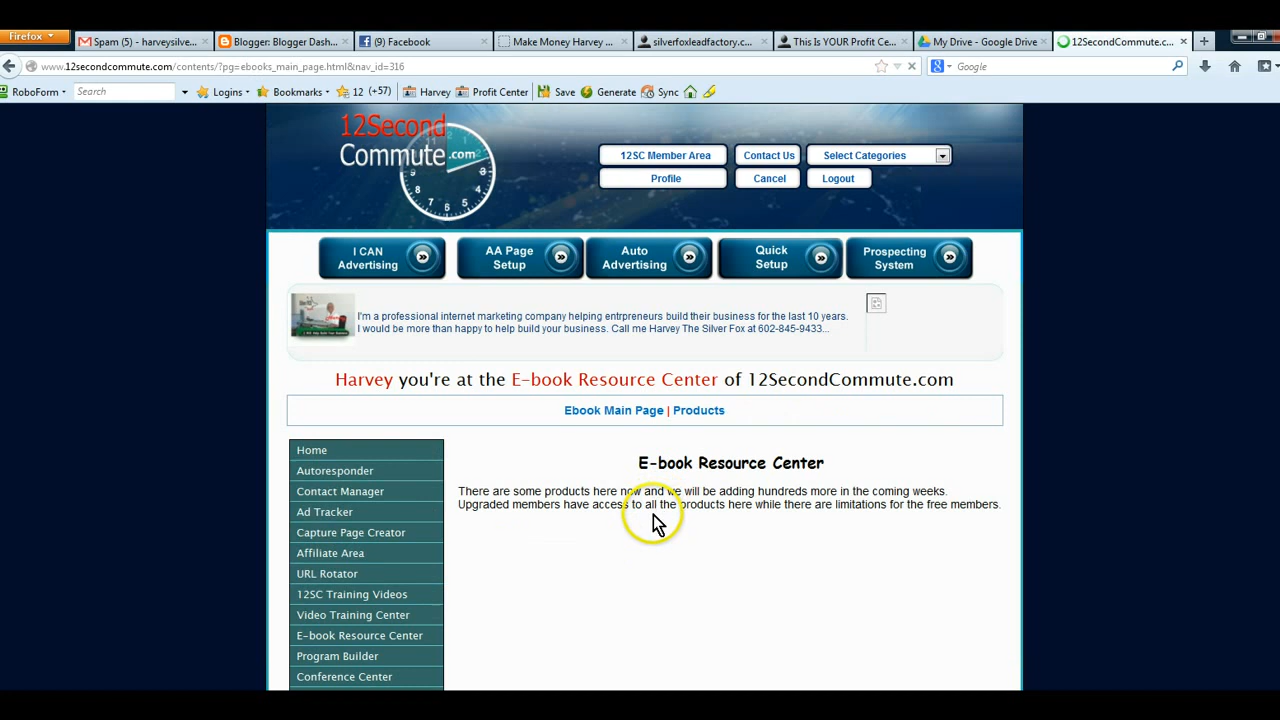 Firefox
Spam (5) - harveysilve...
Blogger: Blogger Dash...
(9) Facebook
Make Money Harvey ...
silverfoxleadfactory.c...
This Is YOUR Profit Ce...
My Drive - Google Drive
12SecondCommute.c...
www.12secondcommute.com/contents/?pg=ebooks_main_page.html&nav_id=316
Google
RoboForm
Search
Logins
Bookmarks
12 (+57)
Harvey
Profit Center
Save
Generate
Sync
12Second
Commute.com
12SC Member Area
Contact Us
Select Categories
Profile
Cancel
Logout
I CAN
Advertising
AA Page
Setup
Auto
Advertising
Quick
Setup
Prospecting
System
I'm a professional internet marketing company helping entrpreneurs build their business for the last 10 years.
I would be more than happy to help build your business. Call me Harvey The Silver Fox at 602-845-9433...
Harvey you're at the E-book Resource Center of 12SecondCommute.com
Ebook Main Page | Products
Home
Autoresponder
Contact Manager
Ad Tracker
Capture Page Creator
Affiliate Area
URL Rotator
12SC Training Videos
Video Training Center
E-book Resource Center
Program Builder
Conference Center
E-book Resource Center
There are some products here now and we will be adding hundreds more in the coming weeks.
Upgraded members have access to all the products here while there are limitations for the free members.